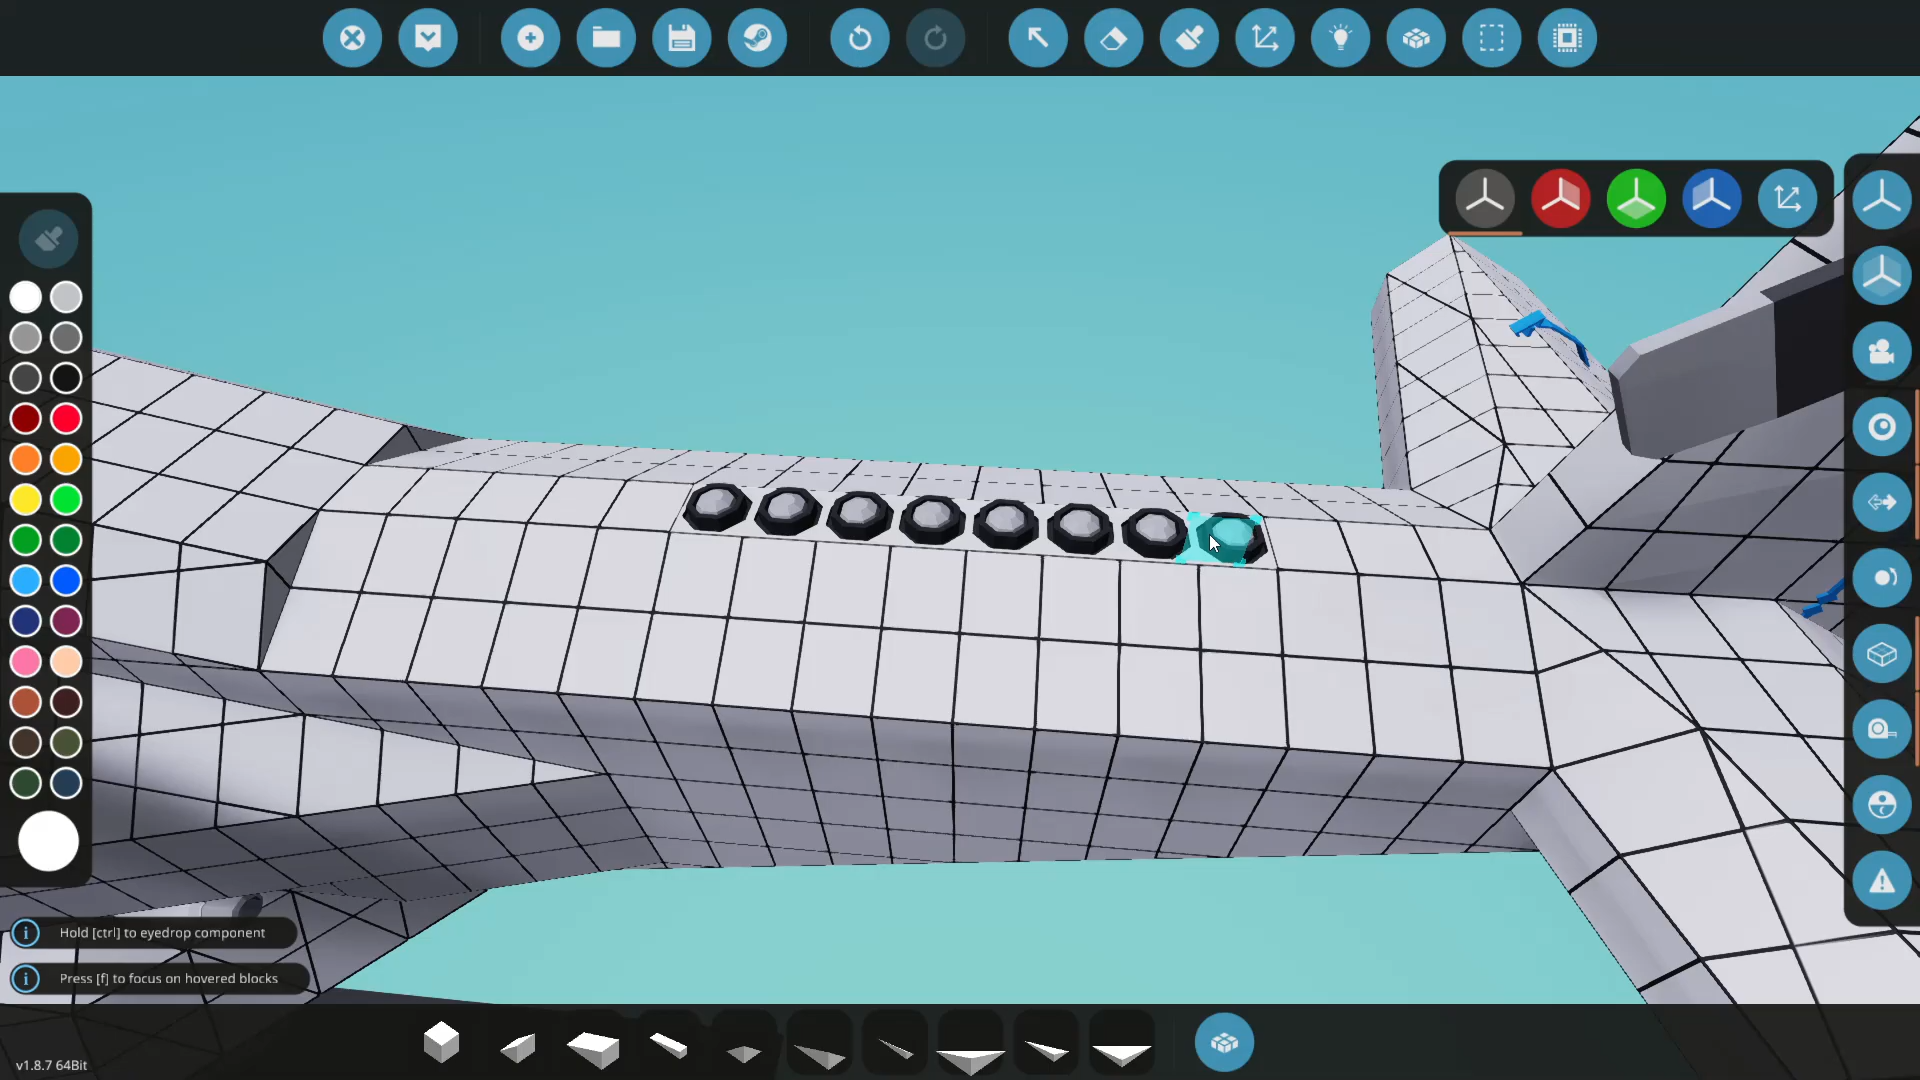 Hold [ctrl] to eyedrop component
Press [f] to focus on hovered blocks
v1.8.7 64Bit